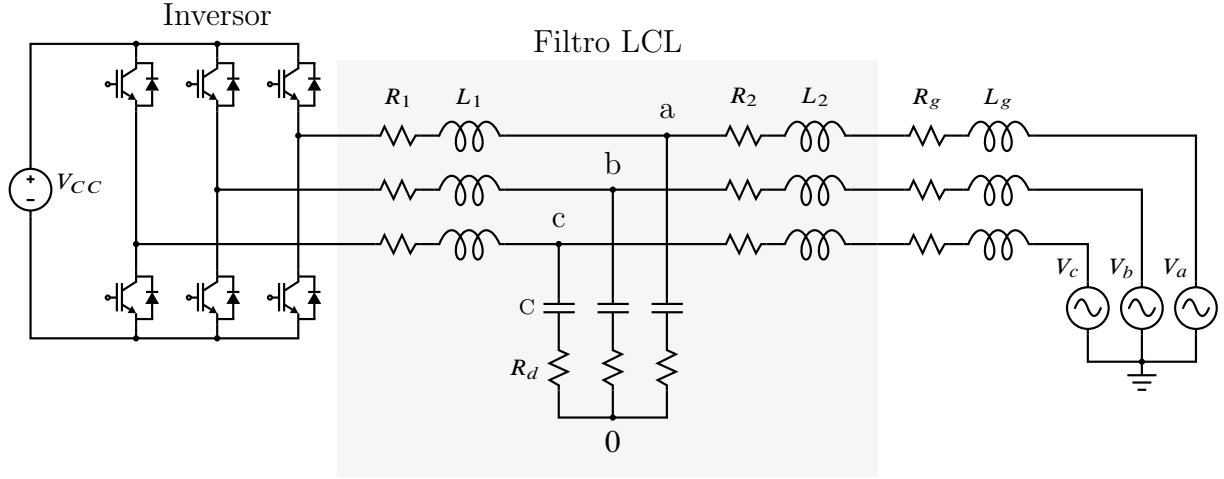 Inversor
Filtro LCL
R1 L1 a R2 L2 Rg Lg
b
VCC
c
Vc Vb Va
C
Rd
0